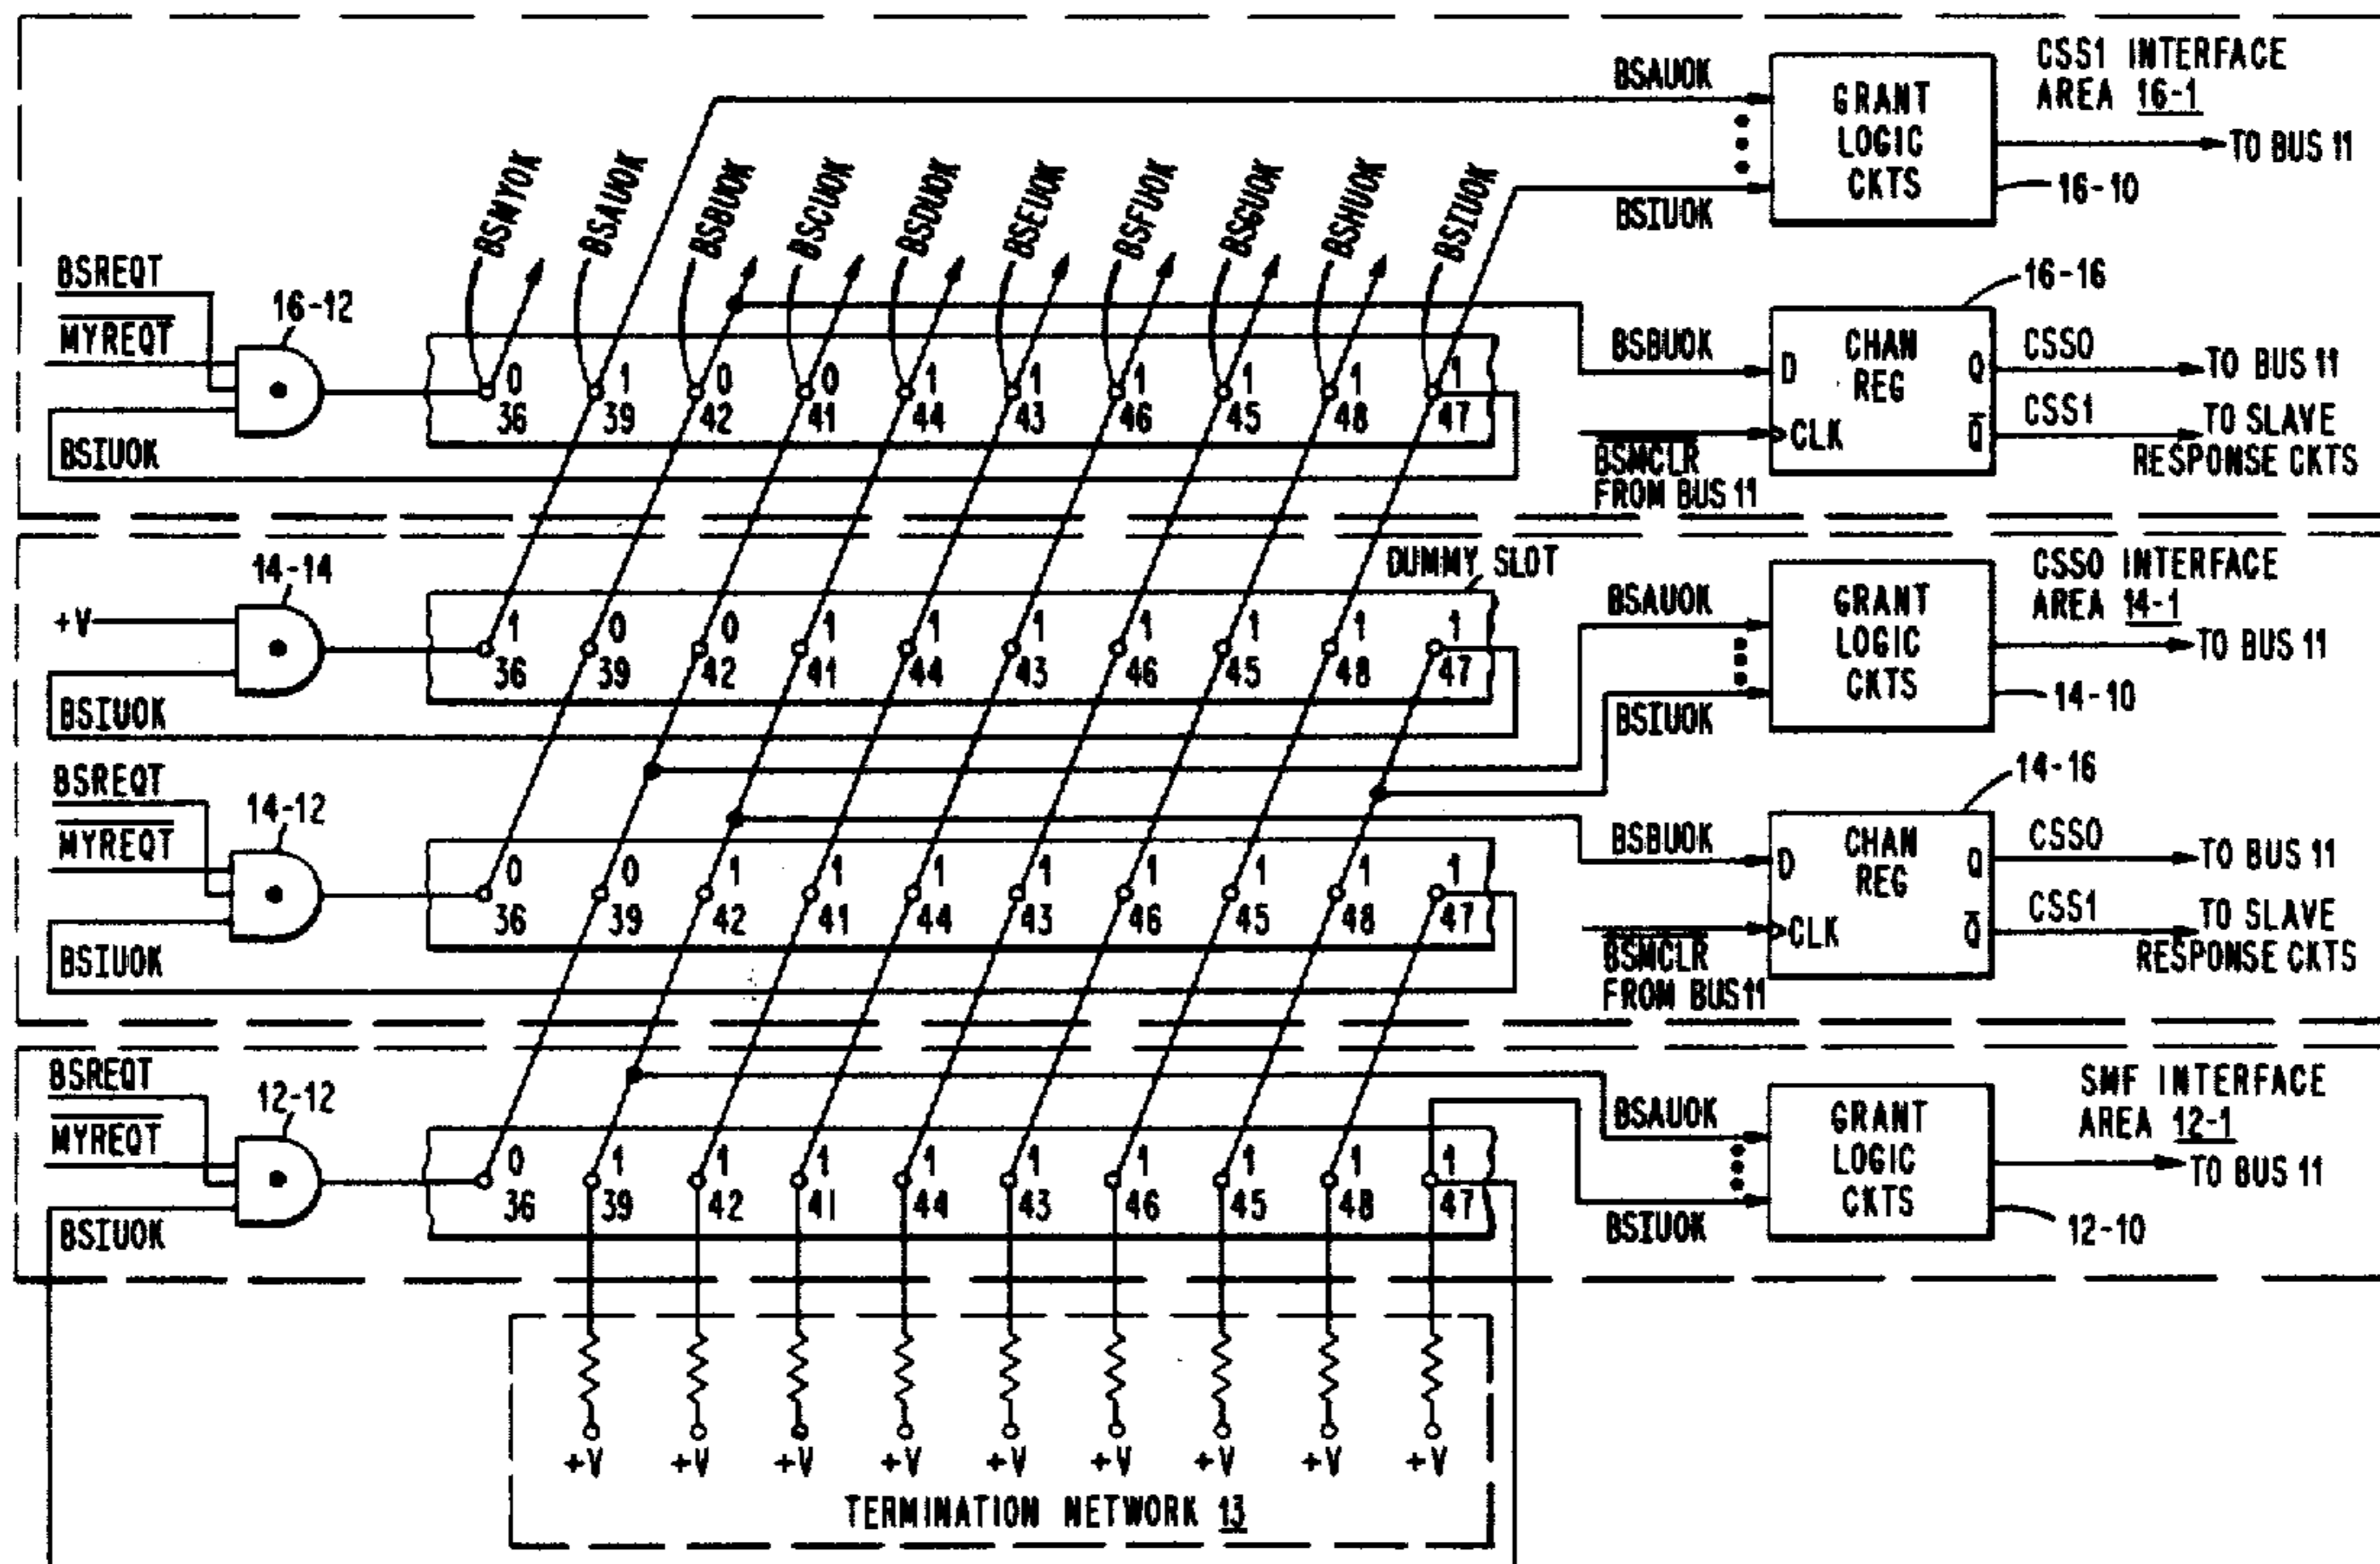 CSS1 INTERFACE
AREA 16-1
BSAUOK
GRANT
LOGIC
CKTS
TO BUS 11
16-10
BSIUOK
BSMYOK
BSAUOK
BSBUOK
BSCUOK
BSDUOK
BSEUOK
BSFUOK
BSGUOK
BSHUOK
BSIUOK
BSREQT
MYREQT
16-12
BSIUOK
0 1 0 0 1 1 1 1 1 1
36 39 42 41 44 43 46 45 48 47
16-16
BSBUOK
D
CHAN
REG
Q
CLK
Q
CSS0
TO BUS 11
CSS1
TO SLAVE
RESPONSE CKTS
BSMCLR
FROM BUS 11
DUMMY SLOT
14-14
+V
BSIUOK
1 0 0 1 1 1 1 1 1 1
36 39 42 41 44 43 46 45 48 47
CSS0 INTERFACE
AREA 14-1
BSAUOK
GRANT
LOGIC
CKTS
TO BUS 11
14-10
BSIUOK
BSREQT
MYREQT
14-12
BSIUOK
0 0 1 1 1 1 1 1 1 1
36 39 42 41 44 43 46 45 48 47
14-16
BSBUOK
D
CHAN
REG
Q
CLK
Q
CSS0
TO BUS 11
CSS1
TO SLAVE
RESPONSE CKTS
BSMCLR
FROM BUS 11
BSREQT
MYREQT
12-12
BSIUOK
0 1 1 1 1 1 1 1 1 1
36 39 42 41 44 43 46 45 48 47
SMF INTERFACE
AREA 12-1
BSAUOK
GRANT
LOGIC
CKTS
TO BUS 11
12-10
BSIUOK
+V +V +V +V +V +V +V +V +V
TERMINATION NETWORK 13